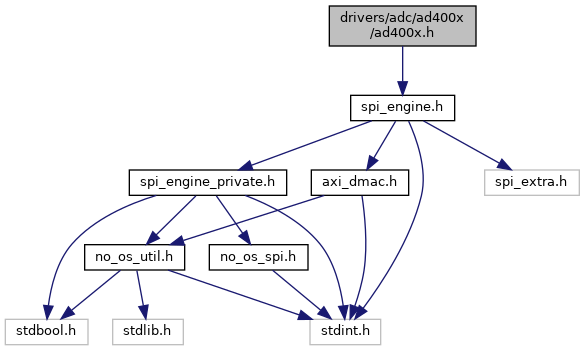 drivers/adc/ad400x
/ad400x.h
spi_engine.h
spi_engine_private.h
axi_dmac.h
spi_extra.h
no_os_util.h
no_os_spi.h
stdbool.h
stdlib.h
stdint.h